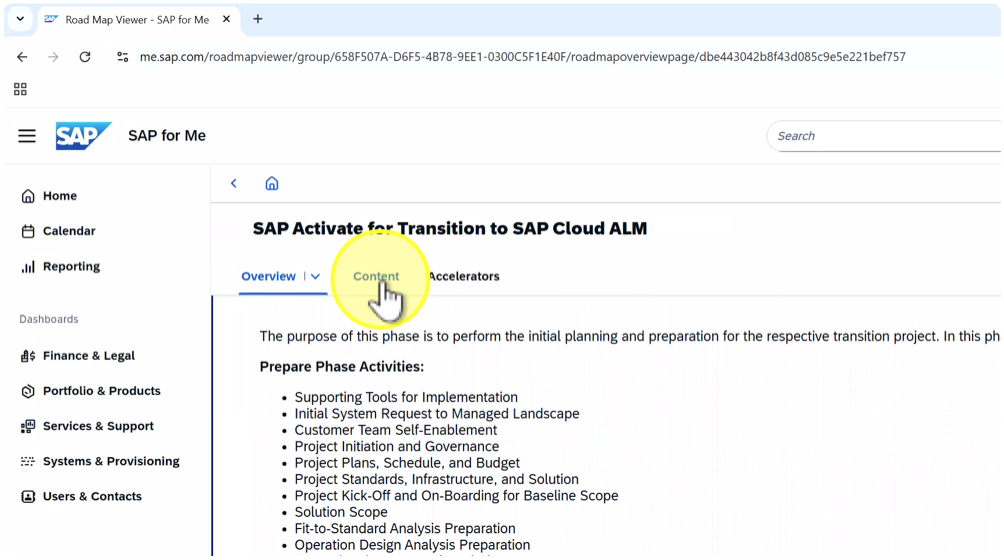 Road Map Viewer - SAP for Me
me.sap.com/roadmapviewer/group/658F507A-D6F5-4B78-9EE1-0300C5F1E40F/roadmapoverviewpage/dbe443042b8f43d085c9e5e221bef757
SAP SAP for Me
Search
Home
Calendar
Reporting
Dashboards
Finance & Legal
Portfolio & Products
Services & Support
Systems & Provisioning
Users & Contacts
SAP Activate for Transition to SAP Cloud ALM
Overview Content Accelerators
The purpose of this phase is to perform the initial planning and preparation for the respective transition project. In this ph
Prepare Phase Activities:
• Supporting Tools for Implementation
• Initial System Request to Managed Landscape
• Customer Team Self-Enablement
• Project Initiation and Governance
• Project Plans, Schedule, and Budget
• Project Standards, Infrastructure, and Solution
• Project Kick-Off and On-Boarding for Baseline Scope
• Solution Scope
• Fit-to-Standard Analysis Preparation
• Operation Design Analysis Preparation